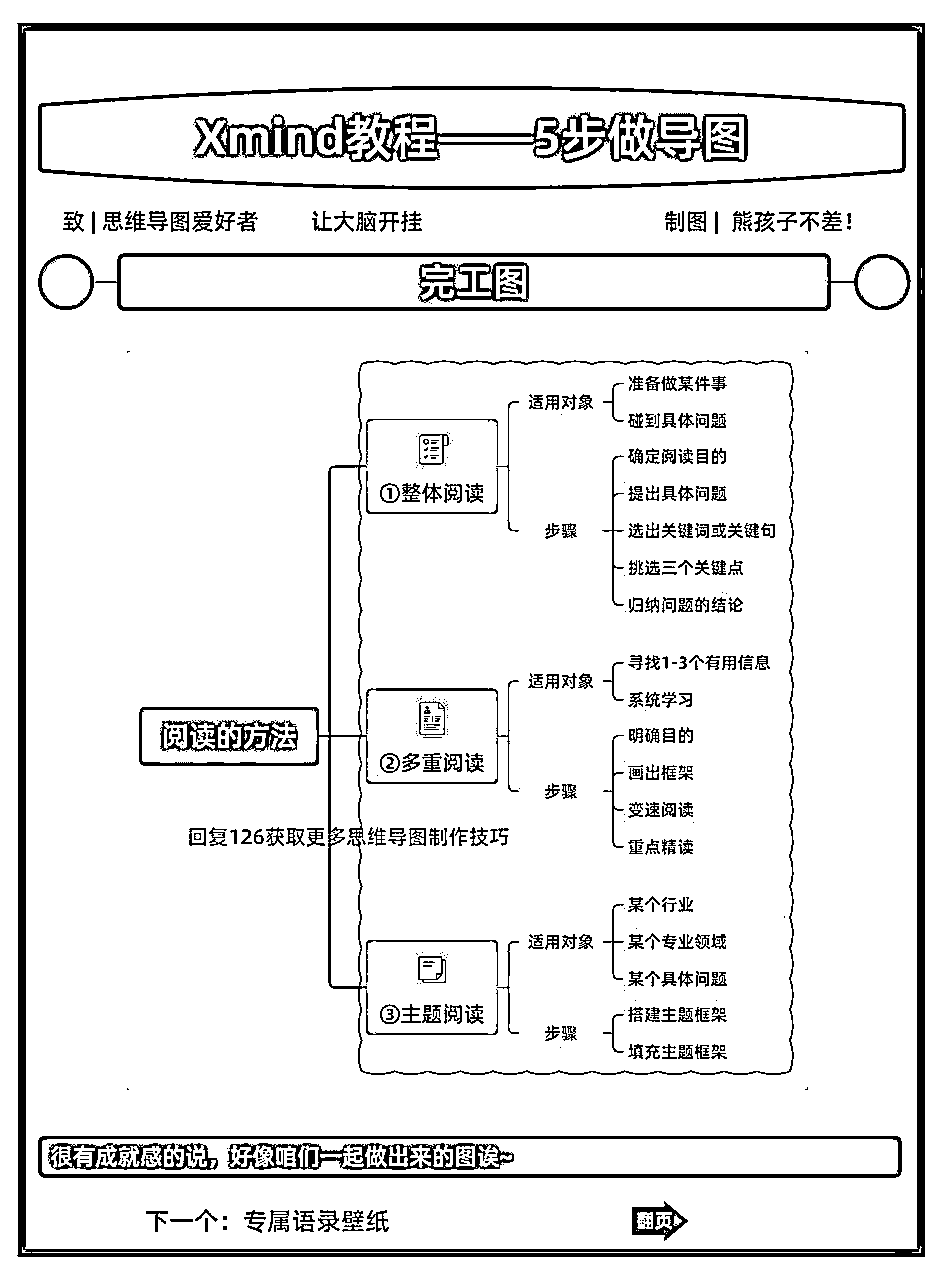 Xmind教程——5步做导图
致 | 思维导图爱好者 让大脑开挂 制图 | 熊孩子不差!
完工图
阅读的方法
①整体阅读
适用对象
准备做某件事
碰到具体问题
步骤
确定阅读目的
提出具体问题
选出关键词或关键句
挑选三个关键点
归纳问题的结论
②多重阅读
适用对象
寻找1-3个有用信息
系统学习
步骤
明确目的
画出框架
变速阅读
重点精读
回复126获取更多思维导图制作技巧
③主题阅读
适用对象
某个行业
某个专业领域
某个具体问题
步骤
搭建主题框架
填充主题框架
很有成就感的说，好像咱们一起做出来的图诶~
下一个：专属语录壁纸 翻页